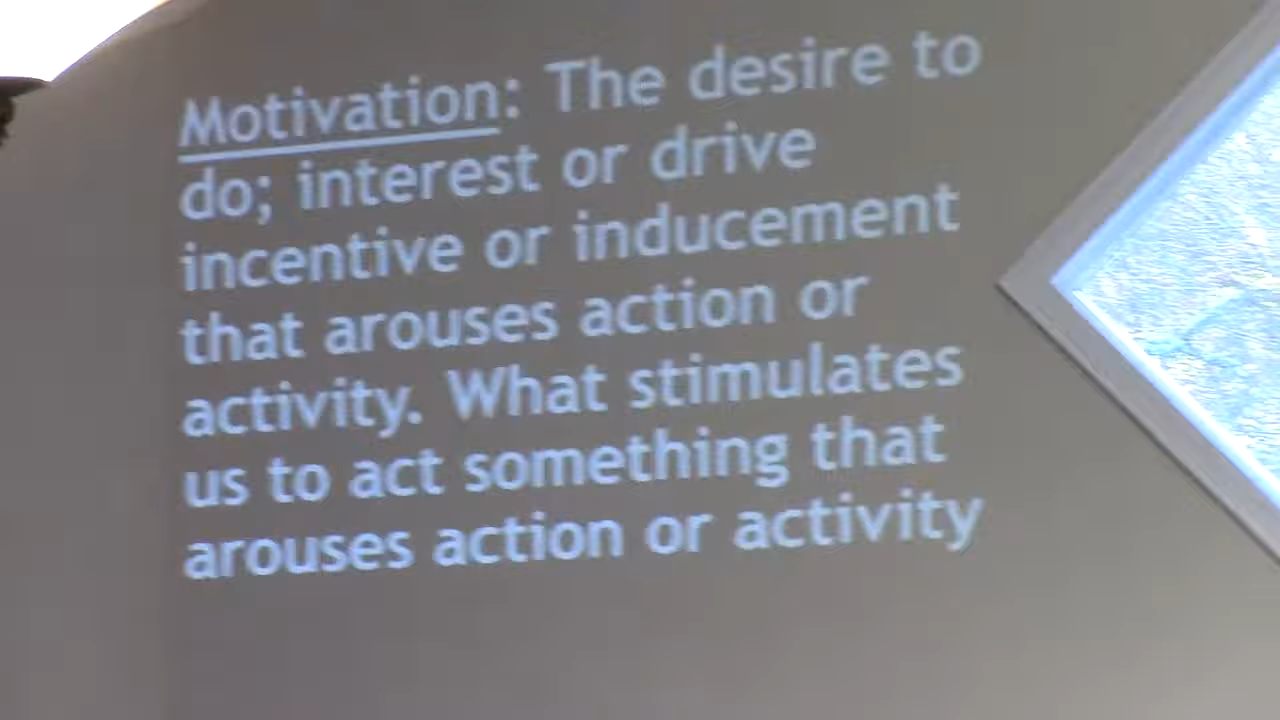 Motivation: The desire to
do; interest or drive
incentive or inducement
that arouses action or
activity. What stimulates
us to act something that
arouses action or activity